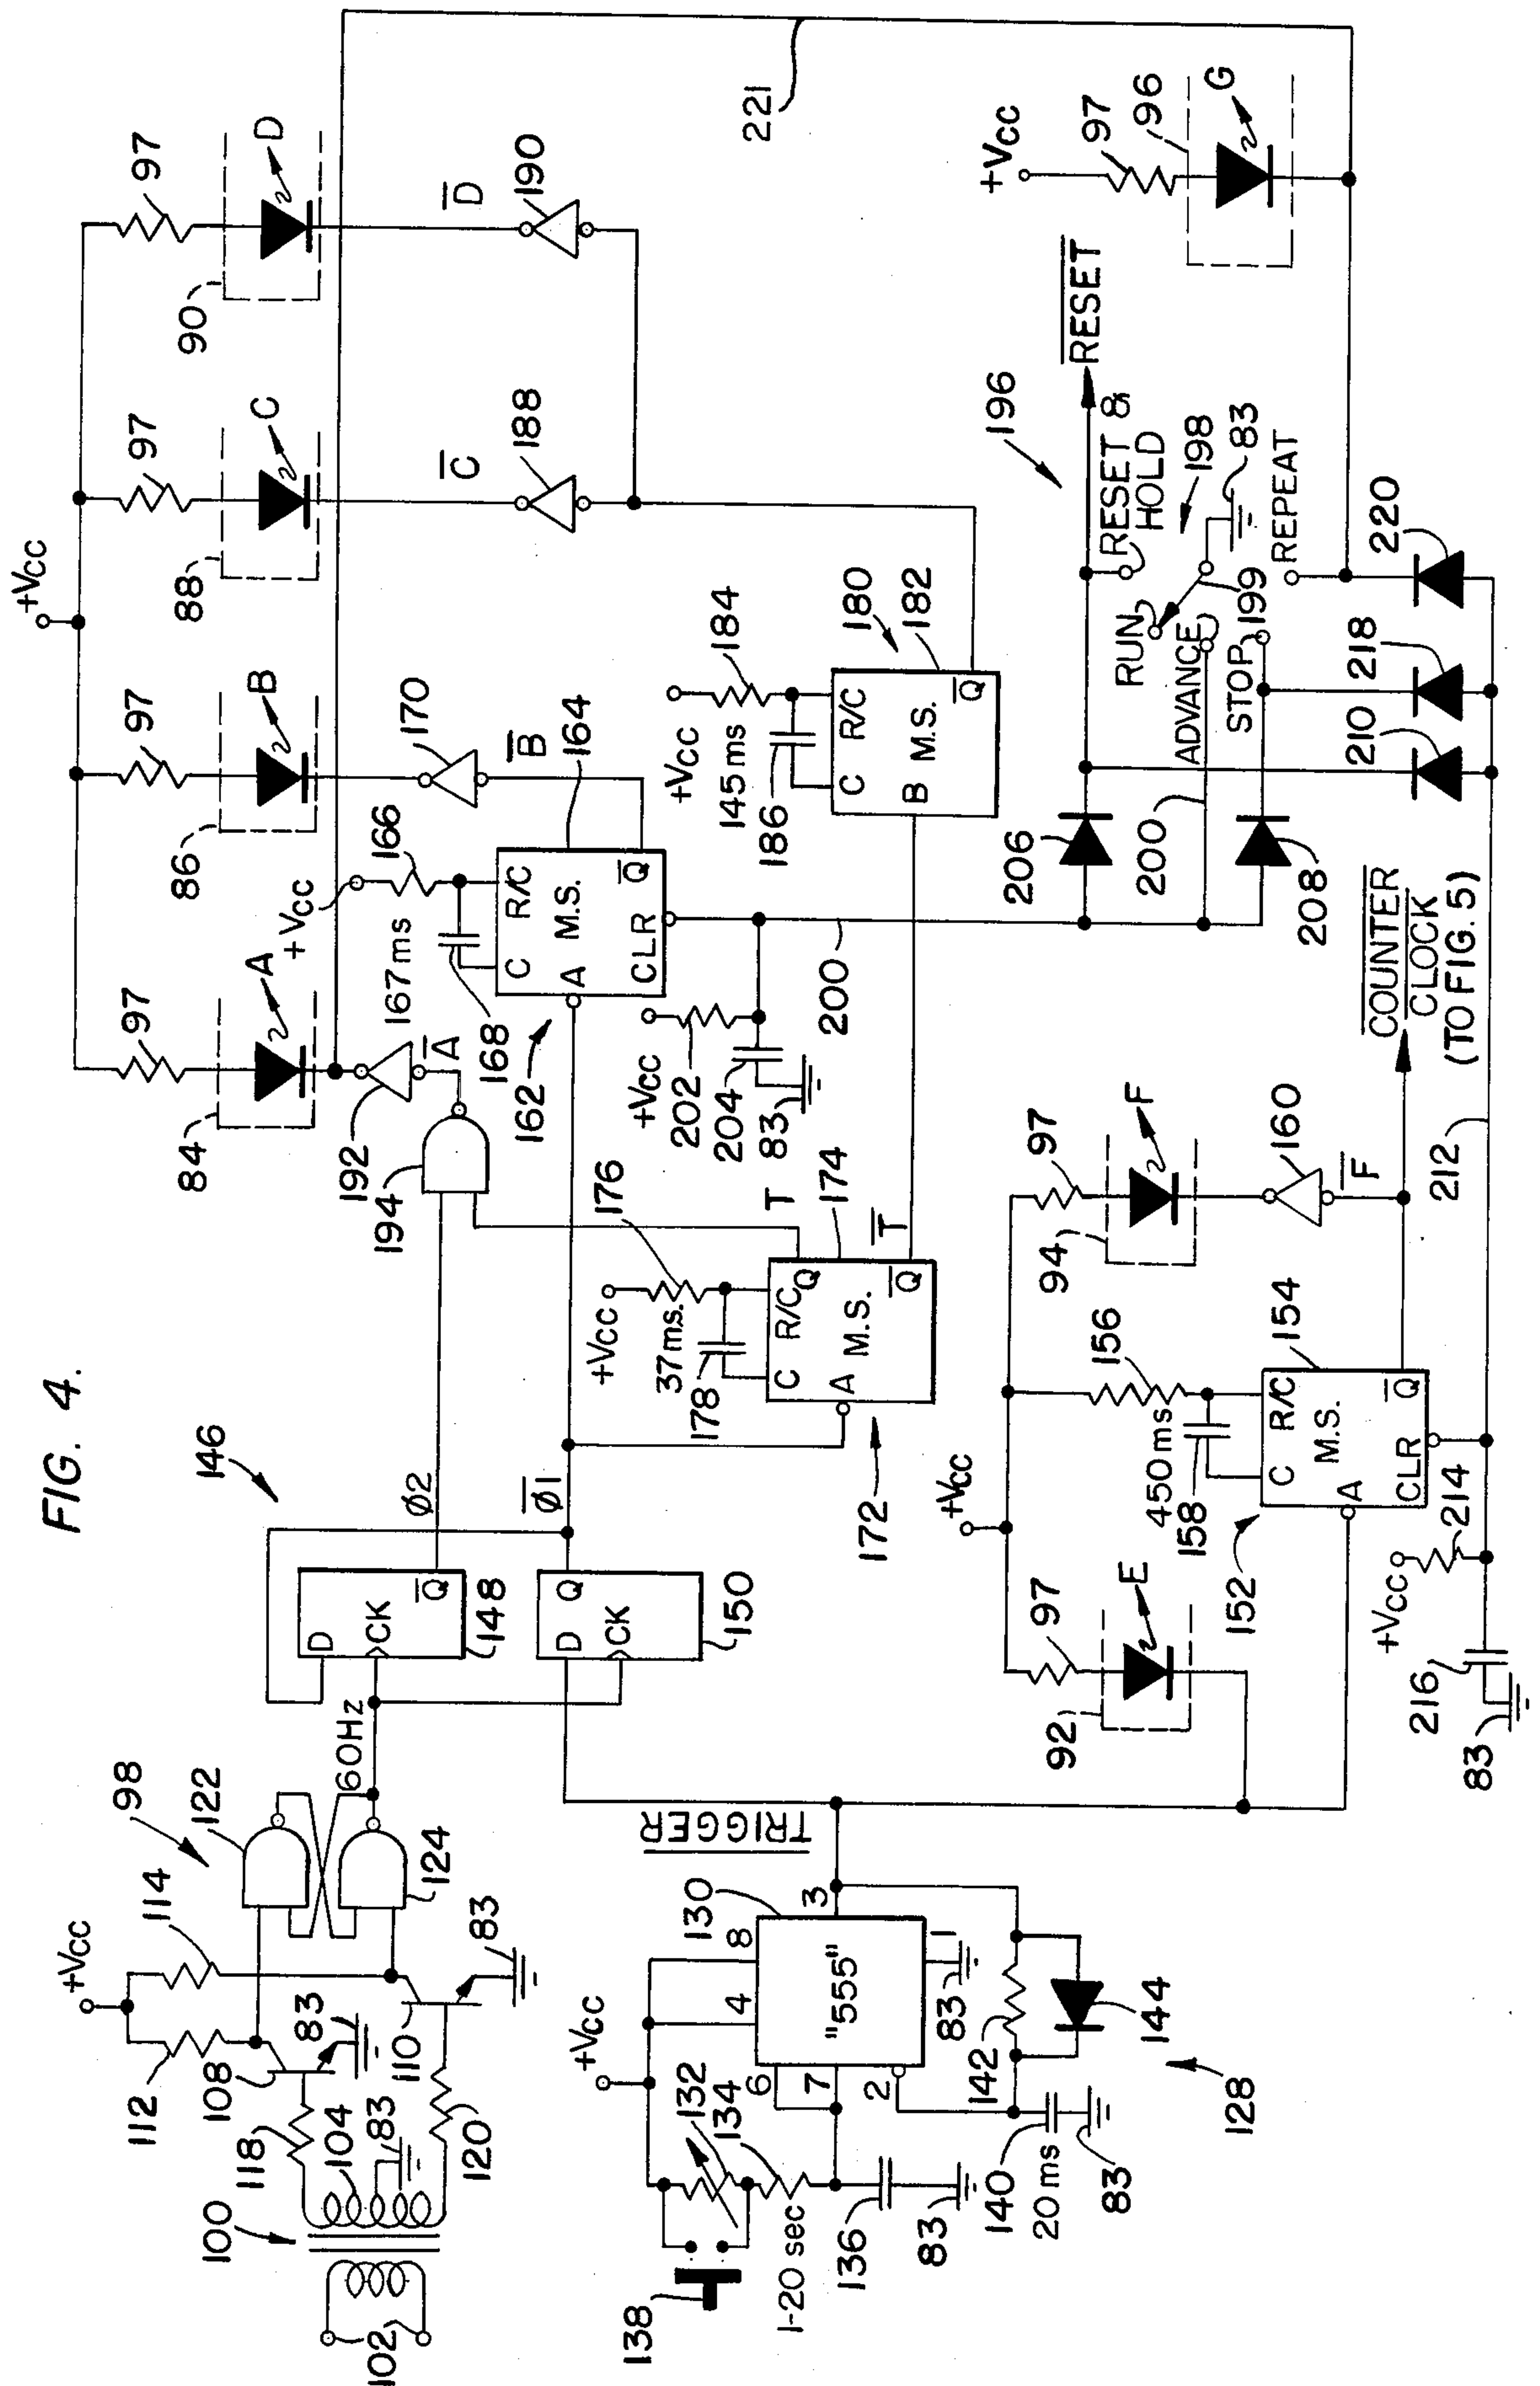 FIG. 4.
+Vcc
98
112
114
122
108
118
83
100
104
83
102
110
120
83
124
60Hz
146
D
CK
Q̅
148
D
CK
Q
150
ø2
ø̅1̅
+Vcc
97
84
A
192
A̅
194
97
86
B
170
B̅
97
88
C
188
C̅
97
90
D
190
D̅
221
+Vcc
166
167 ms
168
162
C
R/C
A
M.S.
CLR
Q̅
164
+Vcc
202
204
83
200
+Vcc
176
37 ms.
178
172
C
R/C
Q
A
M.S.
Q̅
174
T
T̅
+Vcc
184
145 ms
186
180
C
R/C
B
M.S.
Q̅
182
138
+Vcc
132
134
1-20 sec
136
83
6
7
2
4
8
3
1
"555"
130
83
140
20 ms
83
142
144
128
T̅R̅I̅G̅G̅E̅R̅
+Vcc
97
92
E
156
450 ms
158
152
C
R/C
A
M.S.
CLR
Q̅
154
97
94
F
160
F̅
+Vcc
214
216
83
212
C̅O̅U̅N̅T̅E̅R̅
C̅L̅O̅C̅K̅
(TO FIG. 5)
206
200
208
210
218
220
196
R̅E̅S̅E̅T̅
RESET &
HOLD
RUN
198
83
ADVANCE
199
STOP
REPEAT
+Vcc
97
96
G